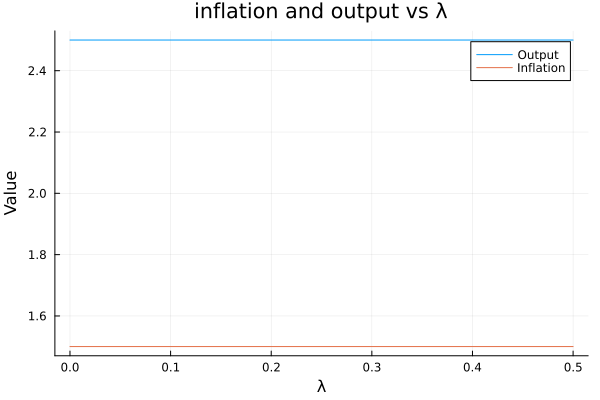 inflation and output vs λ
Output
Inflation
Value
2.4
2.2
2.0
1.8
1.6
0.0 0.1 0.2 0.3 0.4 0.5
λ